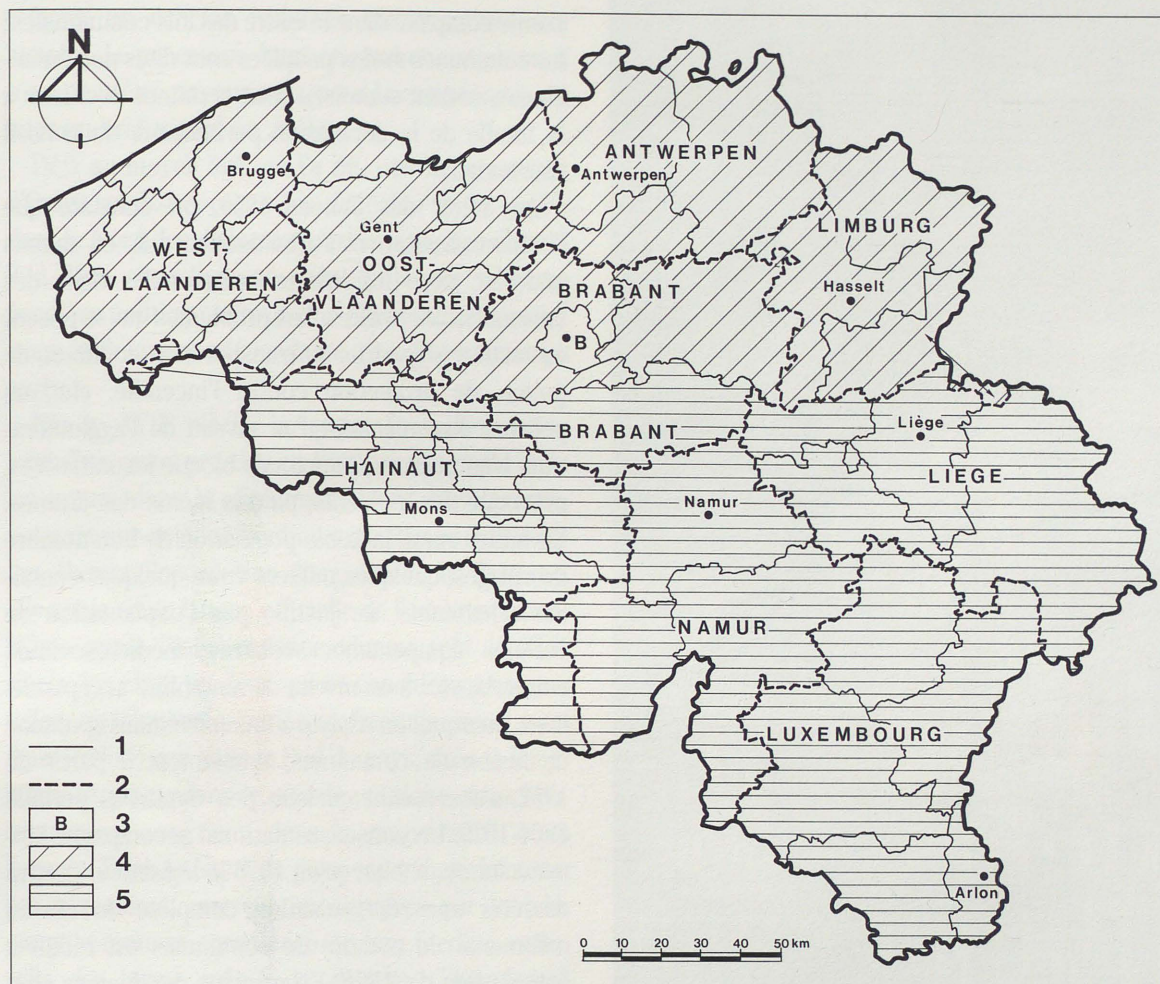 N
Brugge
ANTWERPEN
Antwerpen
LIMBURG
Gent
WEST-
VLAANDEREN
OOST-
VLAANDEREN
BRABANT
Hasselt
B
BRABANT
Liège
HAINAUT
LIEGE
Mons
Namur
NAMUR
LUXEMBOURG
Arlon
1
2
B 3
4
5
0 10 20 30 40 50 km